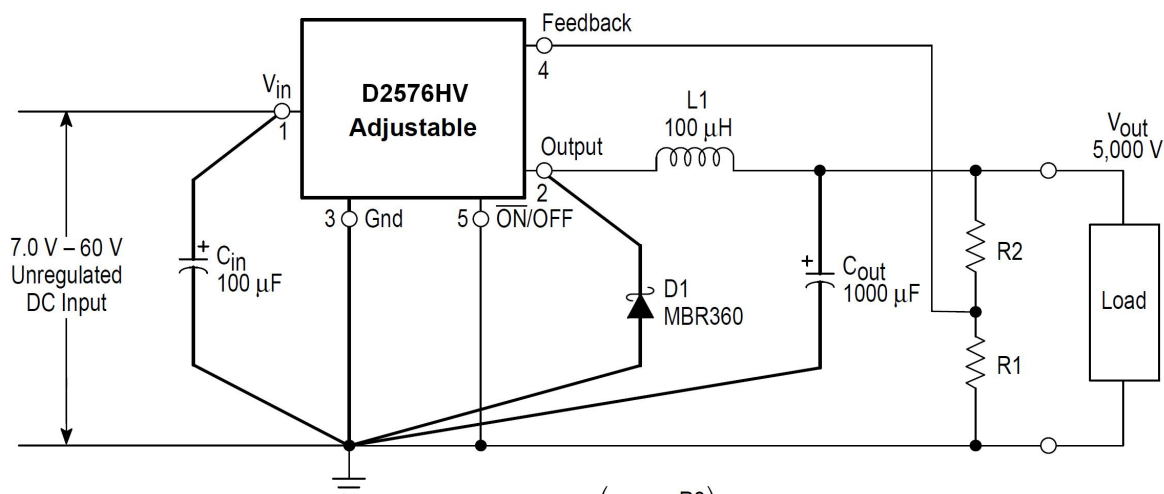 Feedback
4
D2576HV
Adjustable
Vin
1
L1
100 μH
Vout
5,000 V
Output
2
3 Gnd
5 ON/OFF
7.0 V – 60 V
Unregulated
DC Input
+
Cin
100 μF
D1
MBR360
+
Cout
1000 μF
R2
Load
R1